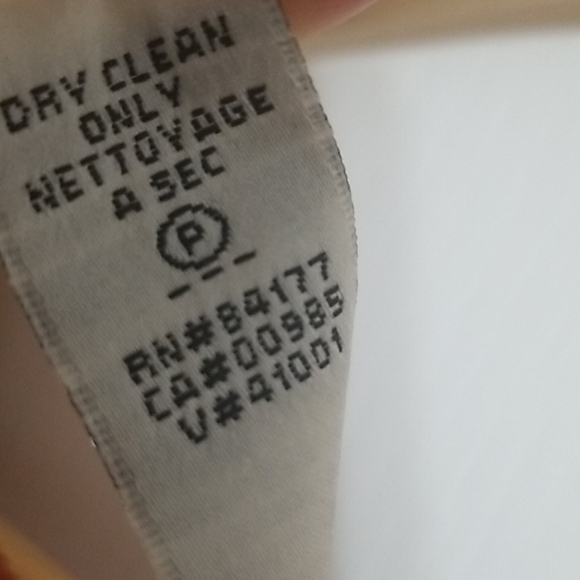 DRY CLEAN
ONLY
NETTOYAGE
A SEC
P
---
RN#84177
CA#00985
V#41001